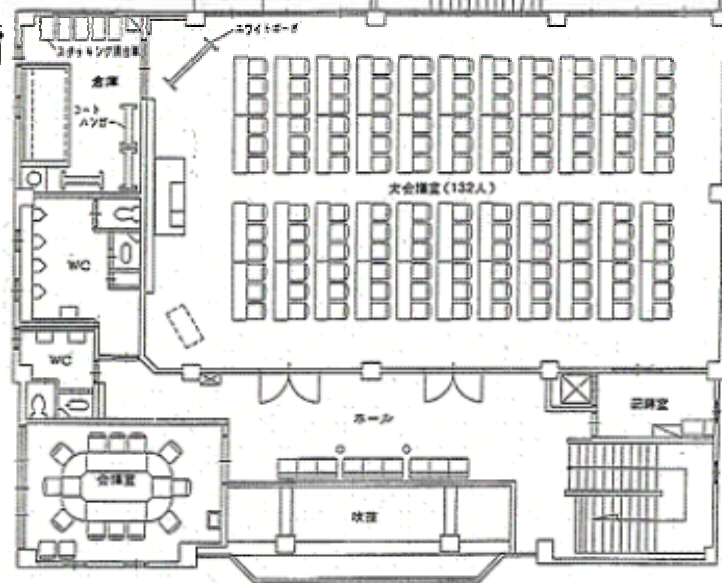 ホワイトボード
スタッキング用台車
倉庫
コート
ハンガー
大会議室(132人)
WC
WC
ホール
会議室
吹抜